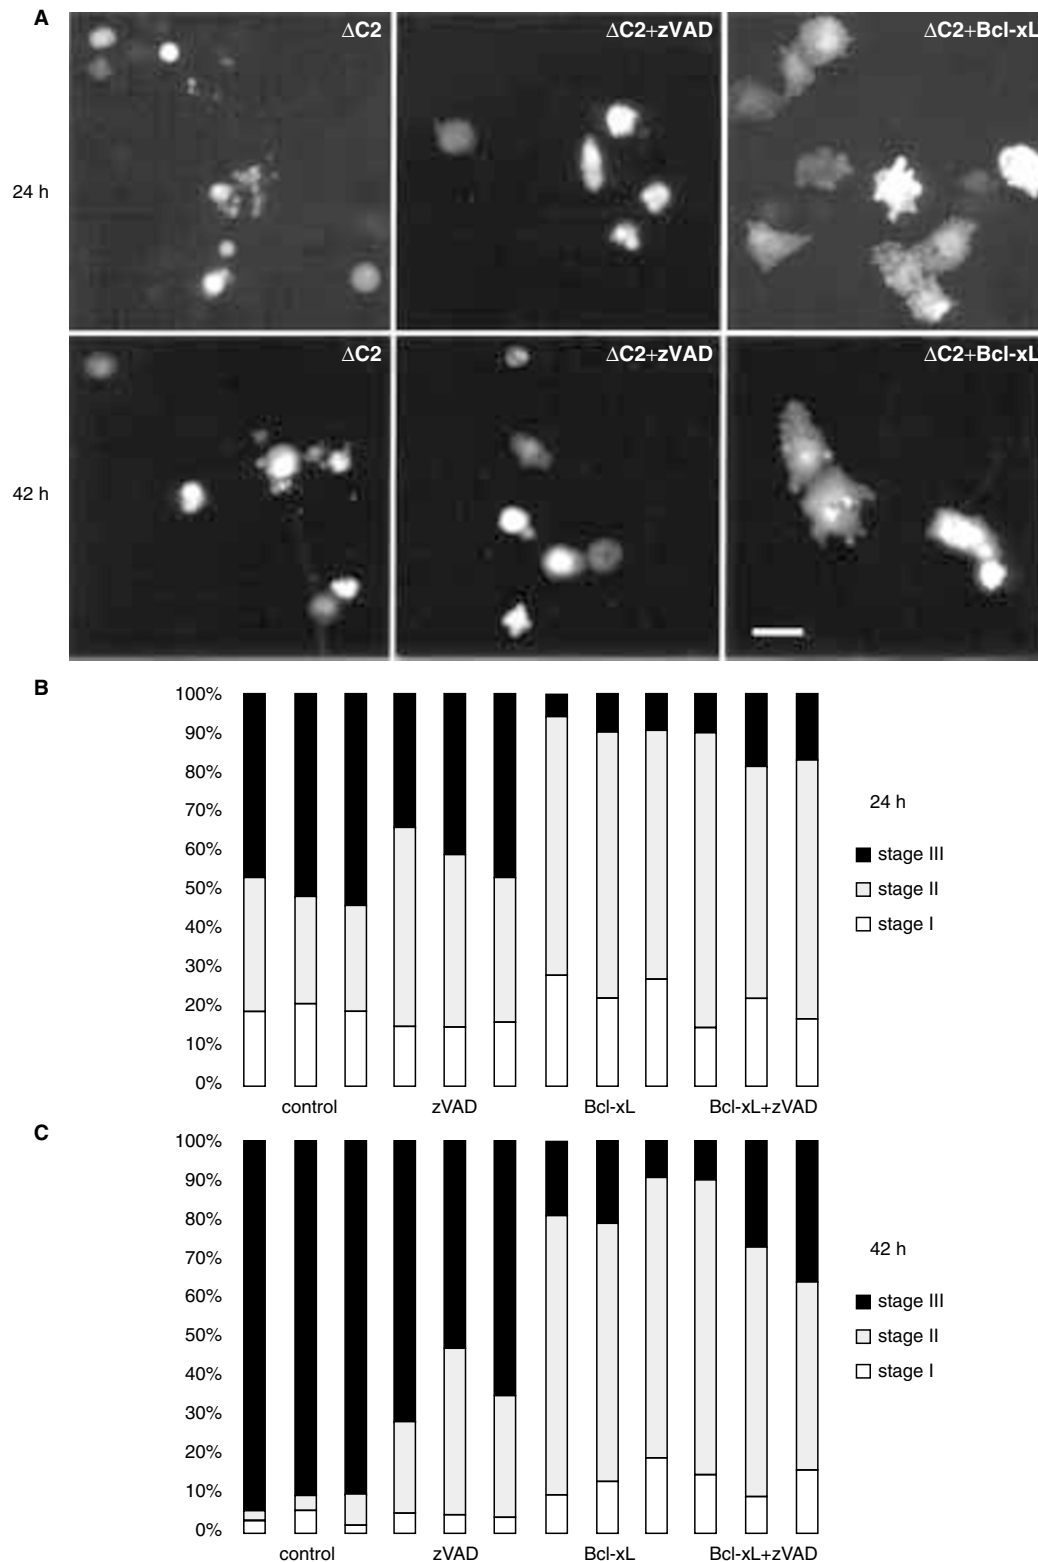 A
ΔC2
ΔC2+zVAD
ΔC2+Bcl-xL
24 h
ΔC2
ΔC2+zVAD
ΔC2+Bcl-xL
42 h
B
100%
90%
80%
70%
60%
50%
40%
30%
20%
10%
0%
24 h
stage III
stage II
stage I
control
zVAD
Bcl-xL
Bcl-xL+zVAD
C
100%
90%
80%
70%
60%
50%
40%
30%
20%
10%
0%
42 h
stage III
stage II
stage I
control
zVAD
Bcl-xL
Bcl-xL+zVAD